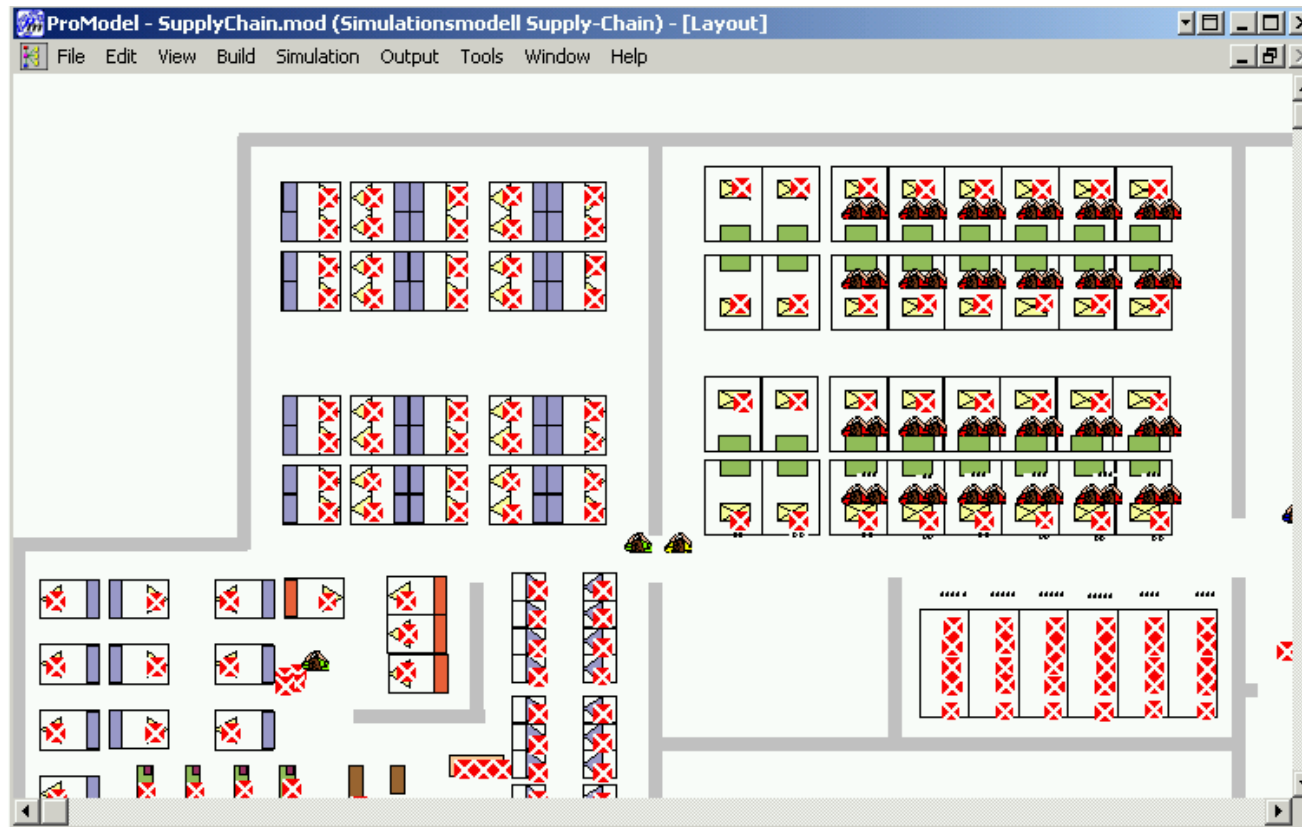 ProModel - SupplyChain.mod (Simulationsmodell Supply-Chain) - [Layout]
File Edit View Build Simulation Output Tools Window Help